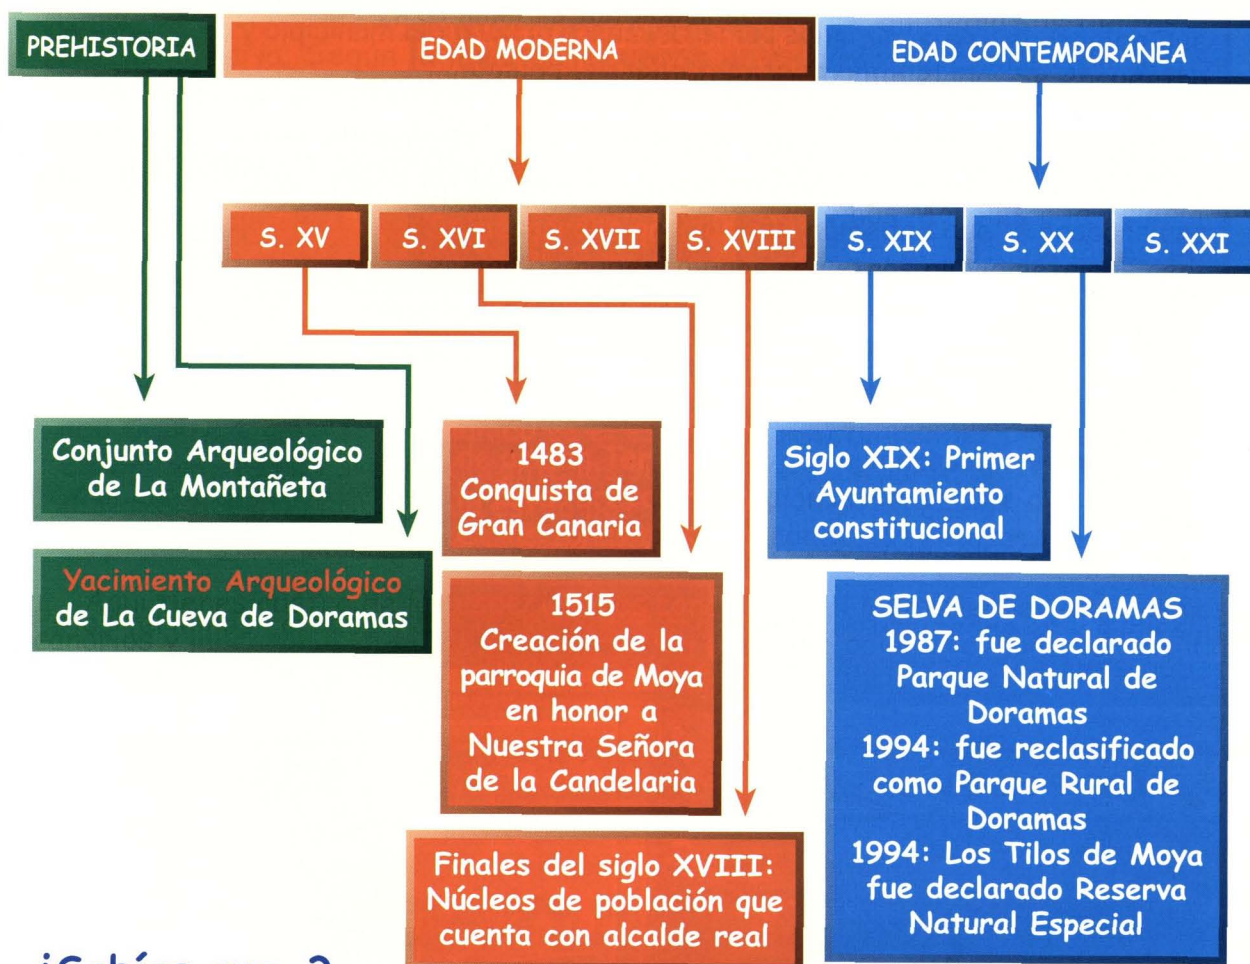 PREHISTORIA
EDAD MODERNA
EDAD CONTEMPORÁNEA
S. XV
S. XVI
S. XVII
S. XVIII
S. XIX
S. XX
S. XXI
Conjunto Arqueológico
de La Montañeta
Yacimiento Arqueológico
de La Cueva de Doramas
1483
Conquista de
Gran Canaria
1515
Creación de la
parroquia de Moya
en honor a
Nuestra Señora
de la Candelaria
Finales del siglo XVIII:
Núcleos de población que
cuenta con alcalde real
Siglo XIX: Primer
Ayuntamiento
constitucional
SELVA DE DORAMAS
1987: fue declarado
Parque Natural de
Doramas
1994: fue reclasificado
como Parque Rural de
Doramas
1994: Los Tilos de Moya
fue declarado Reserva
Natural Especial